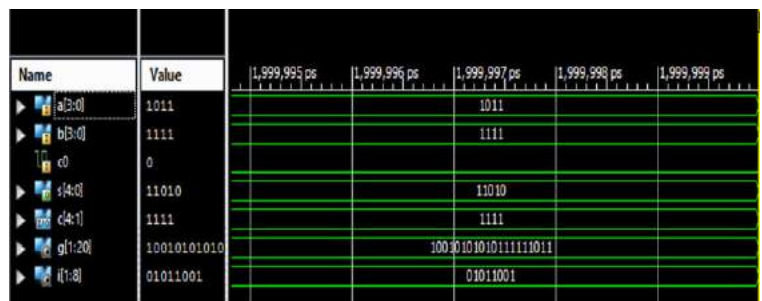 Name Value 1,999,995 ps 1,999,996 ps 1,999,997 ps 1,999,998 ps 1,999,999 ps
a[3:0] 1011 1011
b[3:0] 1111 1111
c0 0
s[4:0] 11010 11010
c[4:1] 1111 1111
g[1:20] 10010101010 10010101010111111011
i[1:8] 01011001 01011001